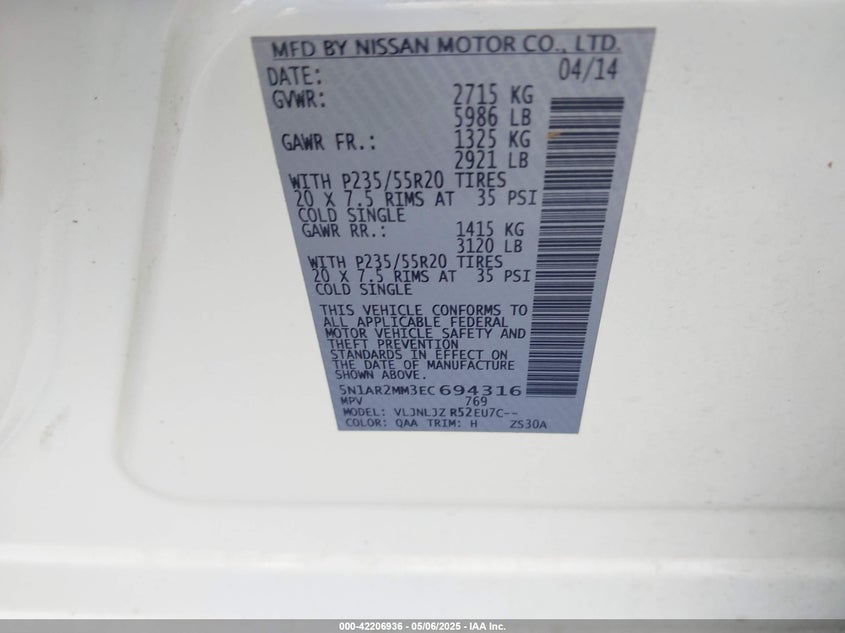 MFD BY NISSAN MOTOR CO., LTD.
DATE: 04/14
GVWR: 2715 KG
5986 LB
GAWR FR.: 1325 KG
2921 LB
WITH P235/55R20 TIRES
20 X 7.5 RIMS AT 35 PSI
COLD SINGLE
GAWR RR.: 1415 KG
3120 LB
WITH P235/55R20 TIRES
20 X 7.5 RIMS AT 35 PSI
COLD SINGLE
THIS VEHICLE CONFORMS TO
ALL APPLICABLE FEDERAL
MOTOR VEHICLE SAFETY AND
THEFT PREVENTION
STANDARDS IN EFFECT ON
THE DATE OF MANUFACTURE
SHOWN ABOVE.
5N1AR2MM3EC694316
MPV 769
MODEL: VLJNLJZ R52EU7C--
COLOR: QAA TRIM: H ZS30A
000-42206936 - 05/06/2025 - IAA Inc.